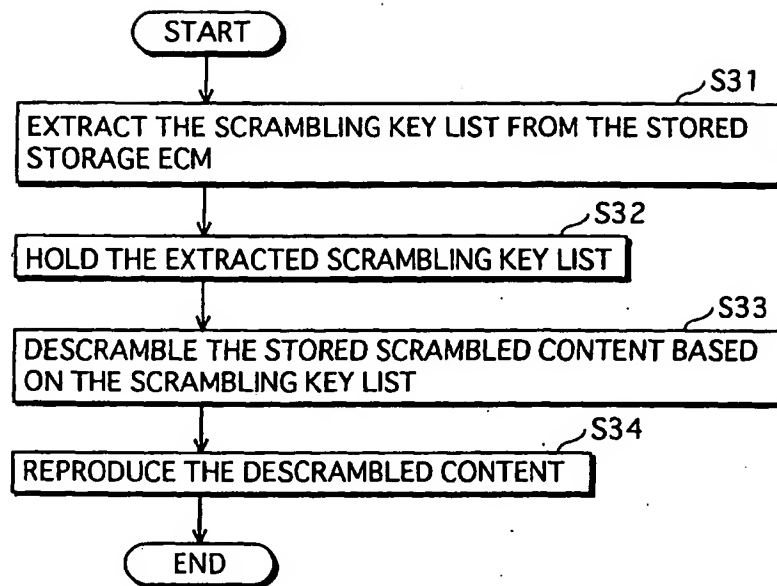 START
S31
EXTRACT THE SCRAMBLING KEY LIST FROM THE STORED
STORAGE ECM
S32
HOLD THE EXTRACTED SCRAMBLING KEY LIST
S33
DESCRAMBLE THE STORED SCRAMBLED CONTENT BASED
ON THE SCRAMBLING KEY LIST
S34
REPRODUCE THE DESCRAMBLED CONTENT
END